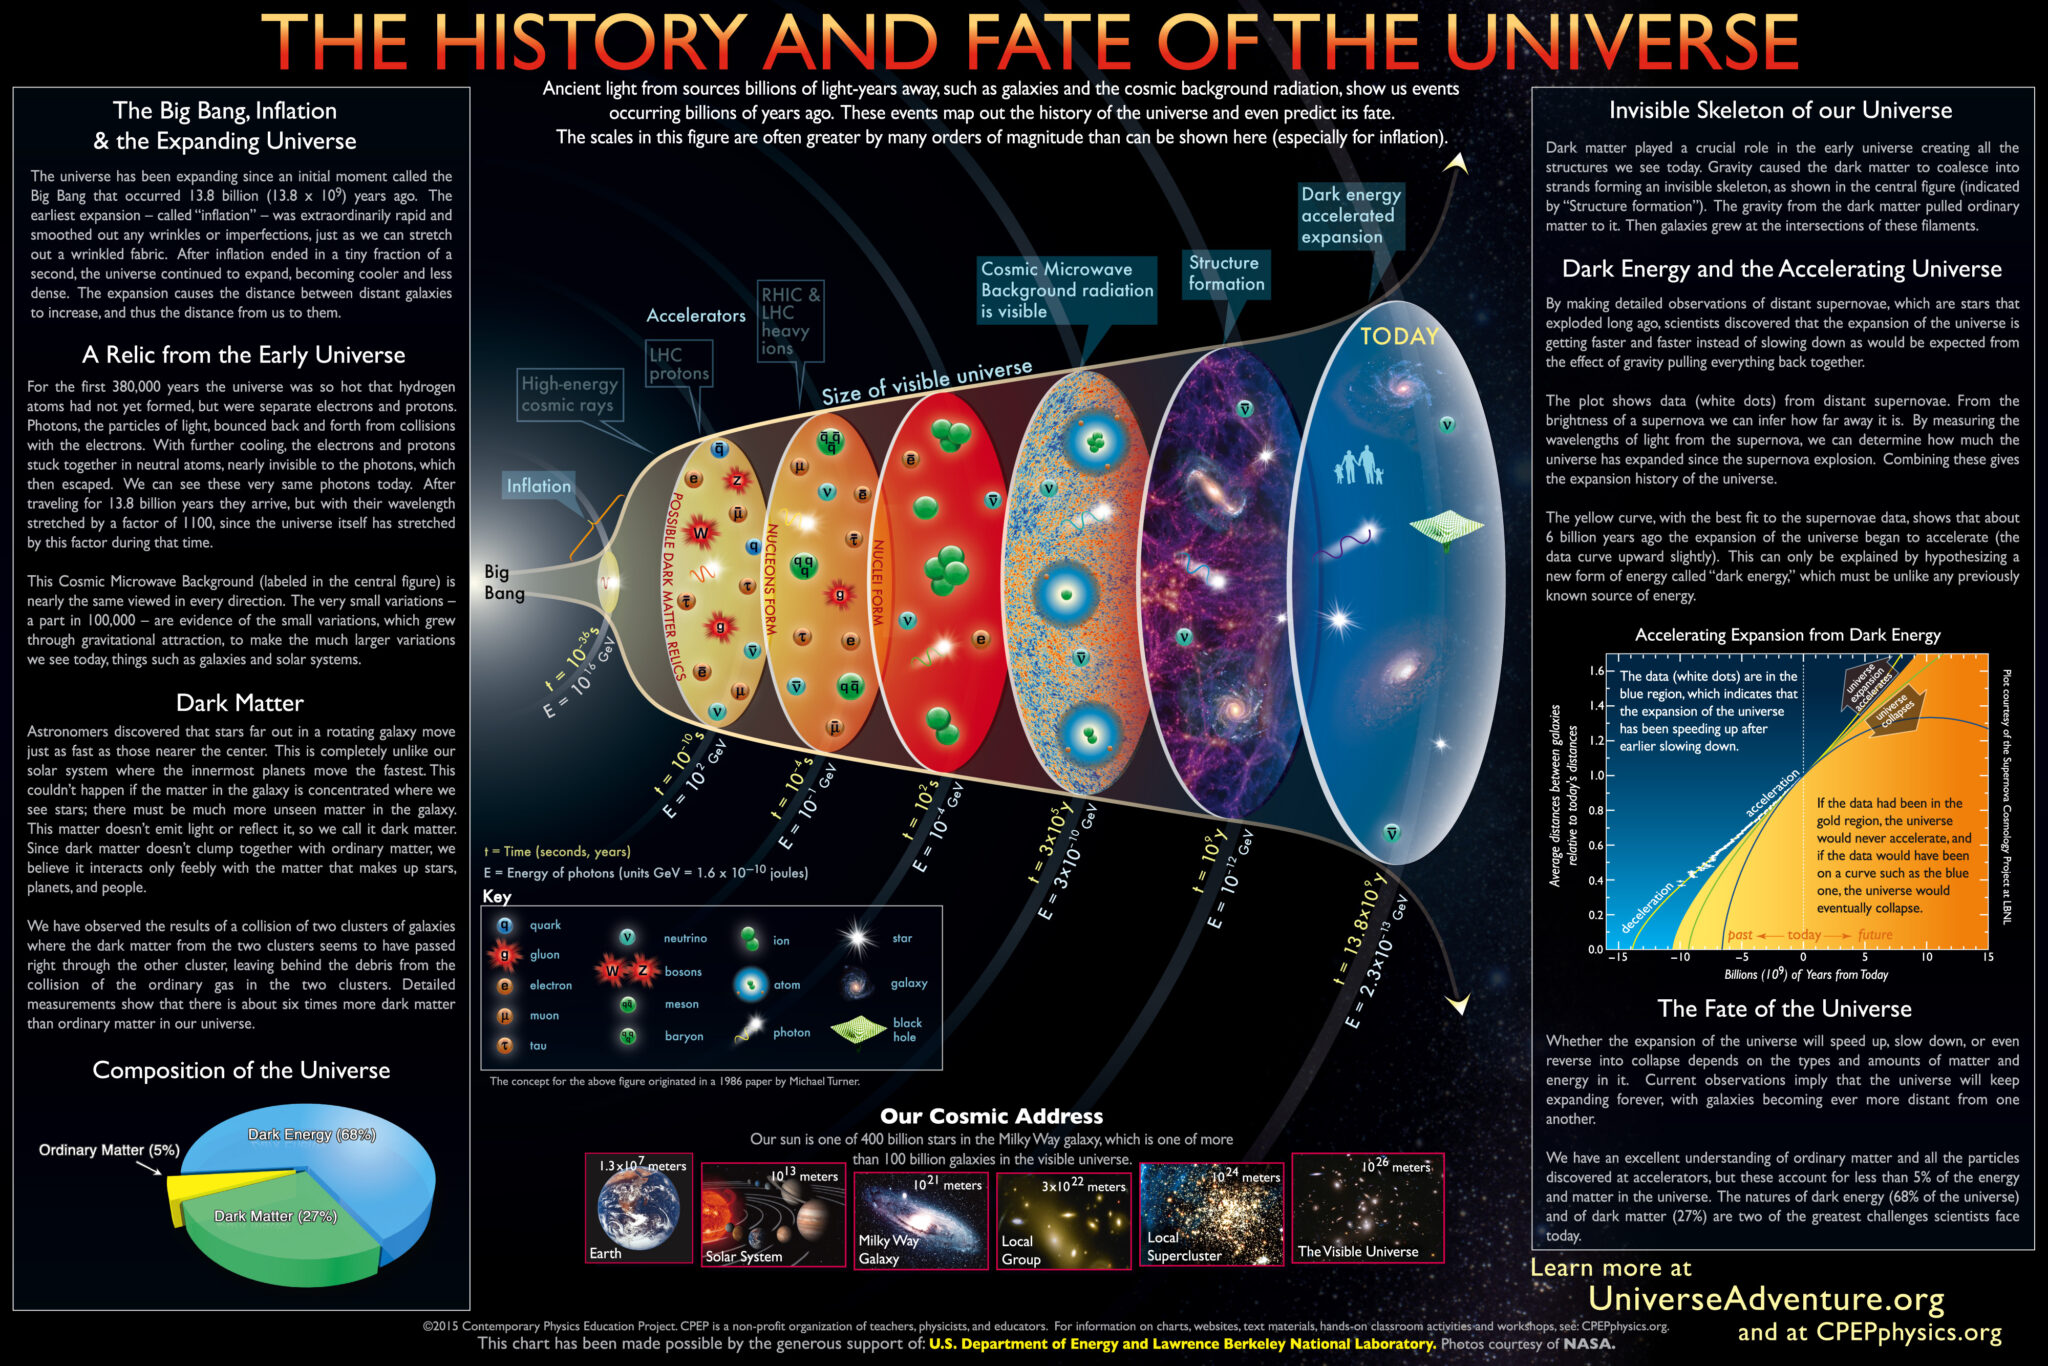 THE HISTORY AND FATE OF THE UNIVERSE
Ancient light from sources billions of light-years away, such as galaxies and the cosmic background radiation, show us events
occurring billions of years ago. These events map out the history of the universe and even predict its fate.
The scales in this figure are often greater by many orders of magnitude than can be shown here (especially for inflation).
The Big Bang, Inflation
& the Expanding Universe
The universe has been expanding since an initial moment called the
Big Bang that occurred 13.8 billion (13.8 x 10⁹) years ago. The
earliest expansion – called “inflation” – was extraordinarily rapid and
smoothed out any wrinkles or imperfections, just as we can stretch
out a wrinkled fabric. After inflation ended in a tiny fraction of a
second, the universe continued to expand, becoming cooler and less
dense. The expansion causes the distance between distant galaxies
to increase, and thus the distance from us to them.
A Relic from the Early Universe
For the first 380,000 years the universe was so hot that hydrogen
atoms had not yet formed, but were separate electrons and protons.
Photons, the particles of light, bounced back and forth from collisions
with the electrons. With further cooling, the electrons and protons
stuck together in neutral atoms, nearly invisible to the photons, which
then escaped. We can see these very same photons today. After
traveling for 13.8 billion years they arrive, but with their wavelength
stretched by a factor of 1100, since the universe itself has stretched
by this factor during that time.
This Cosmic Microwave Background (labeled in the central figure) is
nearly the same viewed in every direction. The very small variations –
a part in 100,000 – are evidence of the small variations, which grew
through gravitational attraction, to make the much larger variations
we see today, things such as galaxies and solar systems.
Dark Matter
Astronomers discovered that stars far out in a rotating galaxy move
just as fast as those nearer the center. This is completely unlike our
solar system where the innermost planets move the fastest. This
couldn’t happen if the matter in the galaxy is concentrated where we
see stars; there must be much more unseen matter in the galaxy.
This matter doesn’t emit light or reflect it, so we call it dark matter.
Since dark matter doesn’t clump together with ordinary matter, we
believe it interacts only feebly with the matter that makes up stars,
planets, and people.
We have observed the results of a collision of two clusters of galaxies
where the dark matter from the two clusters seems to have passed
right through the other cluster, leaving behind the debris from the
collision of the ordinary gas in the two clusters. Detailed
measurements show that there is about six times more dark matter
than ordinary matter in our universe.
Composition of the Universe
Dark Energy (68%)
Ordinary Matter (5%)
Dark Matter (27%)
Accelerators
High-energy
cosmic rays
LHC
protons
RHIC &
LHC
heavy
ions
Cosmic Microwave
Background radiation
is visible
Structure
formation
Dark energy
accelerated
expansion
Size of visible universe
Inflation
Big
Bang
TODAY
POSSIBLE DARK MATTER RELICS
NUCLEONS FORM
NUCLEI FORM
t = 10⁻³⁶ s
E = 10¹⁶ GeV
t = 10⁻¹⁰ s
E = 10² GeV
t = 10⁻⁴ s
E = 10⁻¹ GeV
t = 10² s
E = 10⁻⁴ GeV
t = 3x10⁵ y
E = 3x10⁻¹⁰ GeV
t = 10⁹ y
E = 10⁻¹² GeV
t = 13.8x10⁹ y
E = 2.3x10⁻¹³ GeV
t = Time (seconds, years)
E = Energy of photons (units GeV = 1.6 x 10⁻¹⁰ joules)
Key
q quark
g gluon
e electron
μ muon
τ tau
ν neutrino
W Z bosons
qq̄ meson
qqq baryon
ion
atom
photon
star
galaxy
black
hole
The concept for the above figure originated in a 1986 paper by Michael Turner.
Our Cosmic Address
Our sun is one of 400 billion stars in the Milky Way galaxy, which is one of more
than 100 billion galaxies in the visible universe.
1.3x10⁷ meters
Earth
10¹³ meters
Solar System
10²¹ meters
Milky Way
Galaxy
3x10²² meters
Local
Group
10²⁴ meters
Local
Supercluster
10²⁶ meters
The Visible Universe
Invisible Skeleton of our Universe
Dark matter played a crucial role in the early universe creating all the
structures we see today. Gravity caused the dark matter to coalesce into
strands forming an invisible skeleton, as shown in the central figure (indicated
by “Structure formation”). The gravity from the dark matter pulled ordinary
matter to it. Then galaxies grew at the intersections of these filaments.
Dark Energy and the Accelerating Universe
By making detailed observations of distant supernovae, which are stars that
exploded long ago, scientists discovered that the expansion of the universe is
getting faster and faster instead of slowing down as would be expected from
the effect of gravity pulling everything back together.
The plot shows data (white dots) from distant supernovae. From the
brightness of a supernova we can infer how far away it is. By measuring the
wavelengths of light from the supernova, we can determine how much the
universe has expanded since the supernova explosion. Combining these gives
the expansion history of the universe.
The yellow curve, with the best fit to the supernovae data, shows that about
6 billion years ago the expansion of the universe began to accelerate (the
data curve upward slightly). This can only be explained by hypothesizing a
new form of energy called “dark energy,” which must be unlike any previously
known source of energy.
Accelerating Expansion from Dark Energy
The data (white dots) are in the
blue region, which indicates that
the expansion of the universe
has been speeding up after
earlier slowing down.
universe
expansion
accelerates
universe
collapses
acceleration
deceleration
If the data had been in the
gold region, the universe
would never accelerate, and
if the data would have been
on a curve such as the blue
one, the universe would
eventually collapse.
past today future
Average distances between galaxies
relative to today’s distances
1.6
1.4
1.2
1.0
0.8
0.6
0.4
0.2
0.0
−15 −10 −5 0 5 10 15
Billions (10⁹) of Years from Today
Plot courtesy of the Supernova Cosmology Project at LBNL
The Fate of the Universe
Whether the expansion of the universe will speed up, slow down, or even
reverse into collapse depends on the types and amounts of matter and
energy in it. Current observations imply that the universe will keep
expanding forever, with galaxies becoming ever more distant from one
another.
We have an excellent understanding of ordinary matter and all the particles
discovered at accelerators, but these account for less than 5% of the energy
and matter in the universe. The natures of dark energy (68% of the universe)
and of dark matter (27%) are two of the greatest challenges scientists face
today.
Learn more at
UniverseAdventure.org
and at CPEPphysics.org
©2015 Contemporary Physics Education Project. CPEP is a non-profit organization of teachers, physicists, and educators. For information on charts, websites, text materials, hands-on classroom activities and workshops, see: CPEPphysics.org.
This chart has been made possible by the generous support of: U.S. Department of Energy and Lawrence Berkeley National Laboratory. Photos courtesy of NASA.